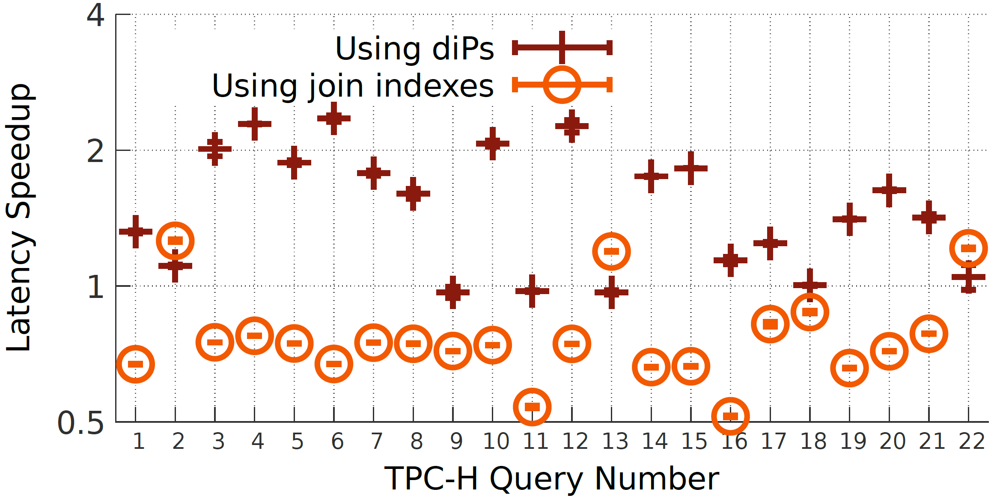 4
Using diPs
Using join indexes
2
1
0.5
Latency Speedup
1 2 3 4 5 6 7 8 9 10 11 12 13 14 15 16 17 18 19 20 21 22
TPC-H Query Number